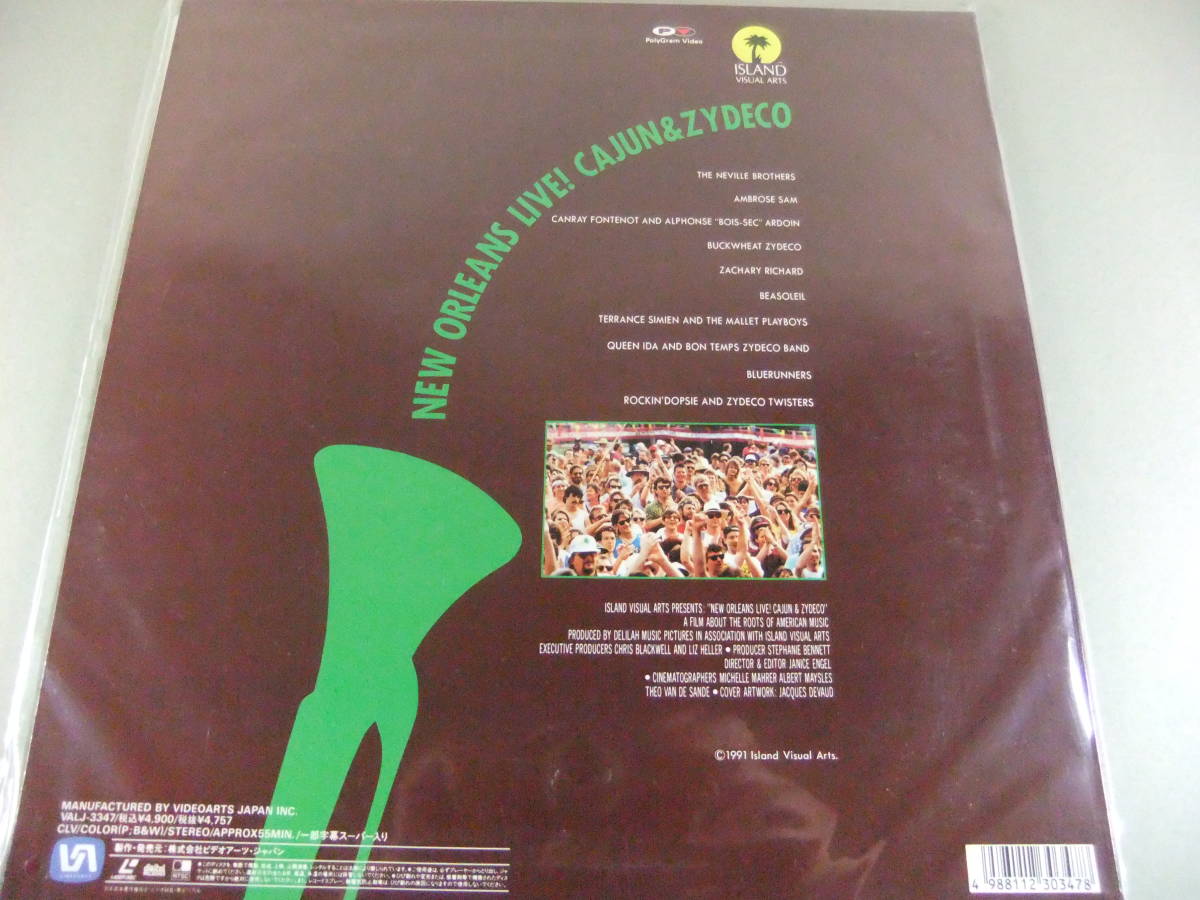 PolyGram Video
ISLAND
VISUAL ARTS
NEW ORLEANS LIVE! CAJUN&ZYDECO
THE NEVILLE BROTHERS
AMBROSE SAM
CANRAY FONTENOT AND ALPHONSE "BOIS-SEC" ARDOIN
BUCKWHEAT ZYDECO
ZACHARY RICHARD
BEASOLEIL
TERRANCE SIMIEN AND THE MALLET PLAYBOYS
QUEEN IDA AND BON TEMPS ZYDECO BAND
BLUERUNNERS
ROCKIN'DOPSIE AND ZYDECO TWISTERS
ISLAND VISUAL ARTS PRESENTS: "NEW ORLEANS LIVE! CAJUN & ZYDECO"
A FILM ABOUT THE ROOTS OF AMERICAN MUSIC
PRODUCED BY DELILAH MUSIC PICTURES IN ASSOCIATION WITH ISLAND VISUAL ARTS
EXECUTIVE PRODUCERS CHRIS BLACKWELL AND LIZ HELLER ● PRODUCER STEPHANIE BENNETT
DIRECTOR & EDITOR JANICE ENGEL
● CINEMATOGRAPHERS MICHELLE MAHRER ALBERT MAYSLES
THEO VAN DE SANDE ● COVER ARTWORK: JACQUES DEVAUD
©1991 Island Visual Arts.
MANUFACTURED BY VIDEOARTS JAPAN INC.
VALJ-3347/税込¥4,900/税抜¥4,757
CLV/COLOR(P;B&W)/STEREO/APPROX55MIN./一部字幕スーパー入り
製作・発売元:株式会社ビデオアーツ・ジャパン
NTSC
4 988112 303478